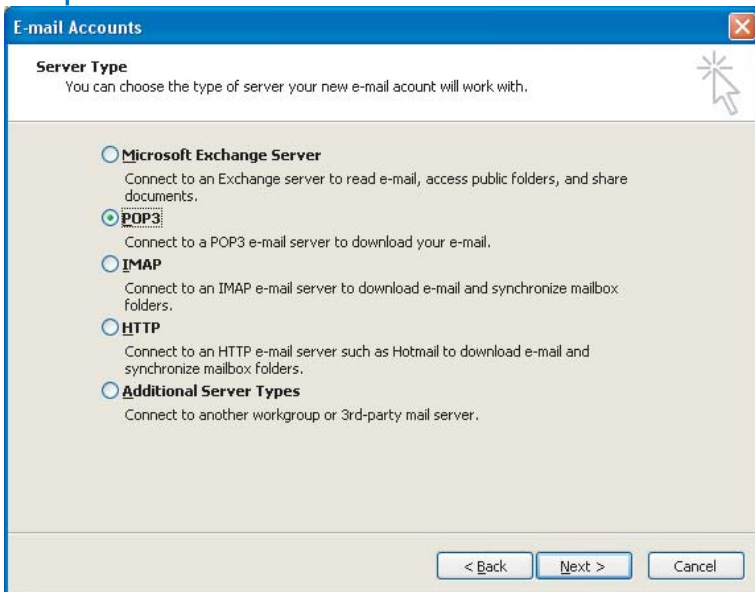 E-mail Accounts
Server Type
You can choose the type of server your new e-mail acount will work with.
Microsoft Exchange Server
Connect to an Exchange server to read e-mail, access public folders, and share
documents.
POP3
Connect to a POP3 e-mail server to download your e-mail.
IMAP
Connect to an IMAP e-mail server to download e-mail and synchronize mailbox
folders.
HTTP
Connect to an HTTP e-mail server such as Hotmail to download e-mail and
synchronize mailbox folders.
Additional Server Types
Connect to another workgroup or 3rd-party mail server.
< Back Next > Cancel